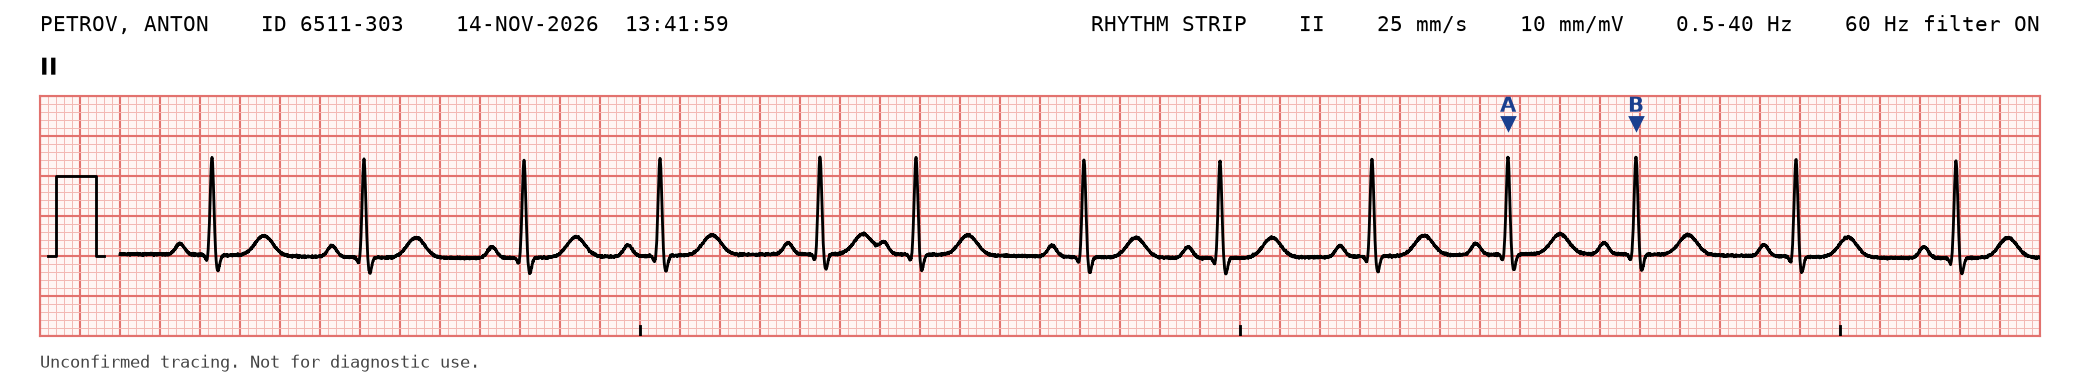 PETROV, ANTON ID 6511-303 14-NOV-2026 13:41:59 RHYTHM STRIP II 25 mm/s 10 mm/mV 0.5-40 Hz 60 Hz filter ON
II
A B
Unconfirmed tracing. Not for diagnostic use.